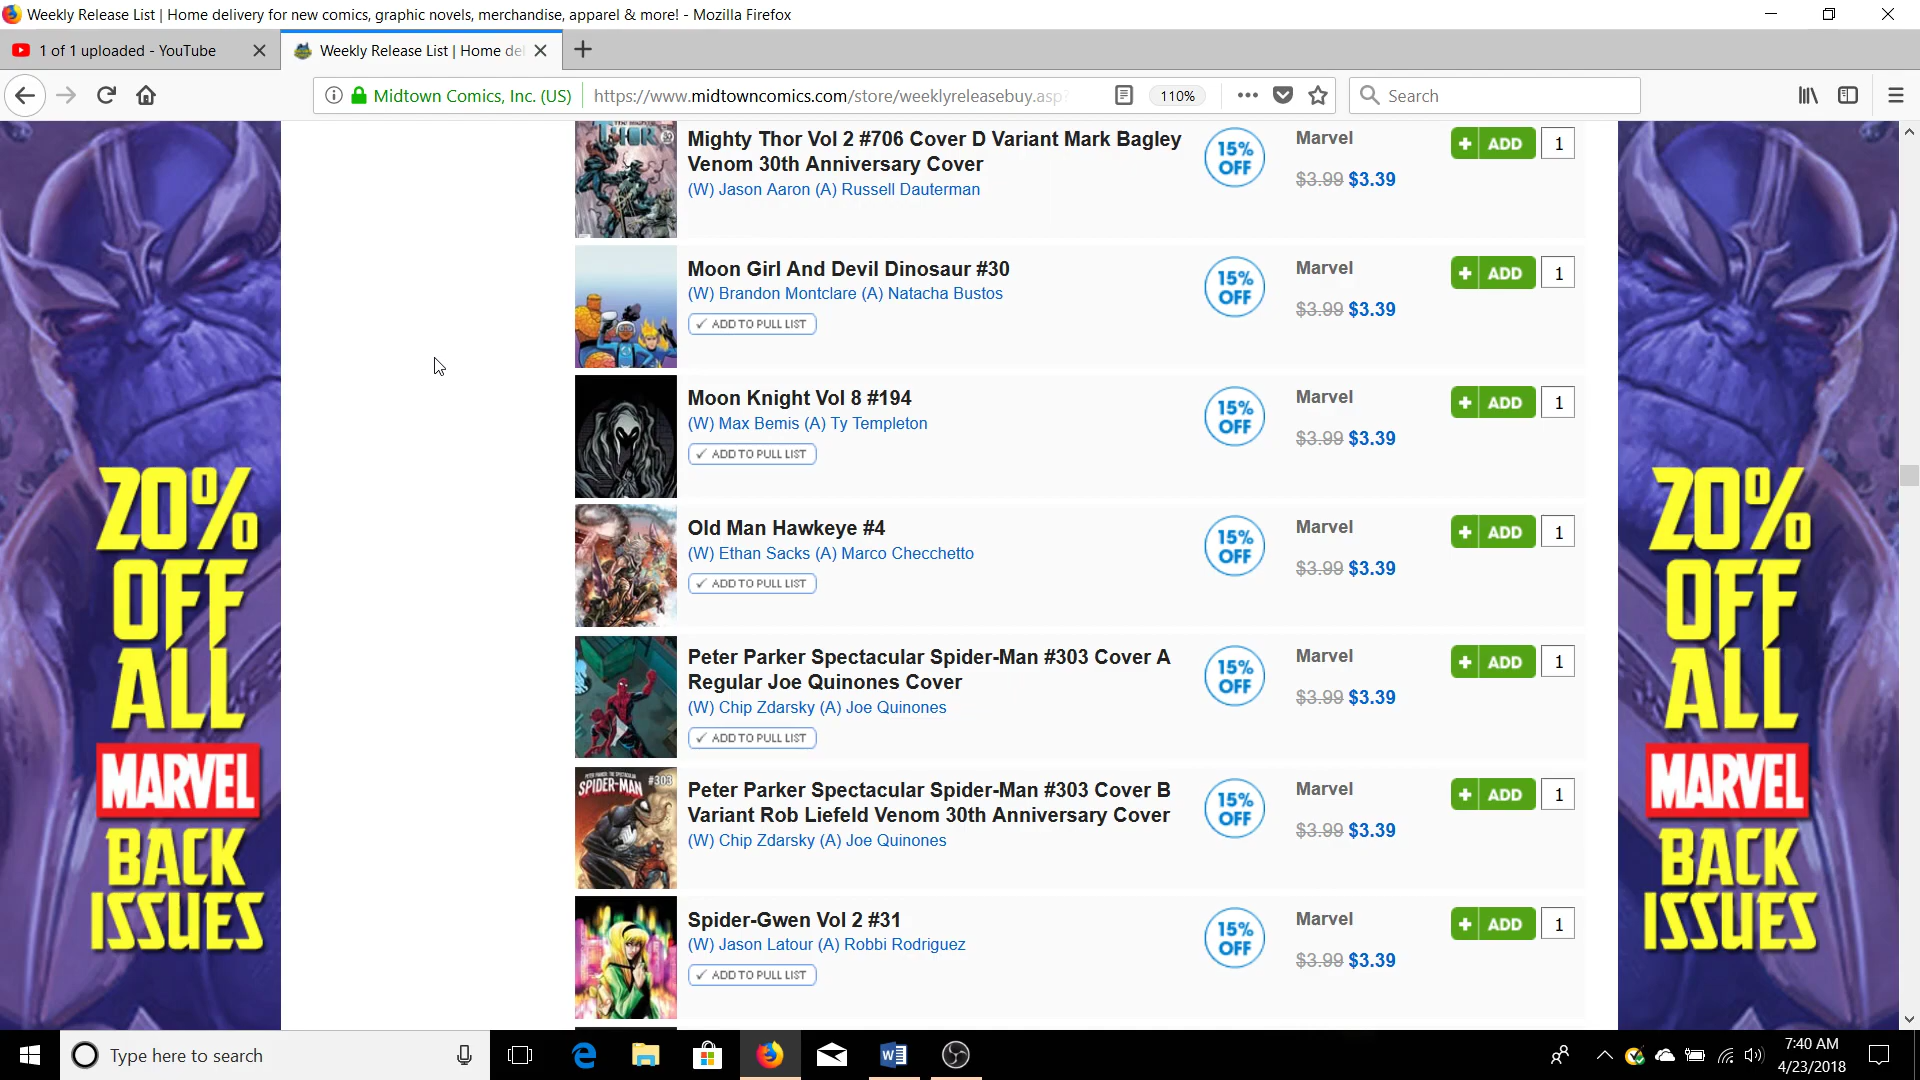 Weekly Release List | Home delivery for new comics, graphic novels, merchandise, apparel & more! - Mozilla Firefox
1 of 1 uploaded - YouTube
Weekly Release List | Home del
Midtown Comics, Inc. (US)
https://www.midtowncomics.com/store/weeklyreleasebuy.asp?
110%
Search
Mighty Thor Vol 2 #706 Cover D Variant Mark Bagley
Venom 30th Anniversary Cover
(W) Jason Aaron (A) Russell Dauterman
15% OFF
Marvel
$3.99 $3.39
+ ADD 1
Moon Girl And Devil Dinosaur #30
(W) Brandon Montclare (A) Natacha Bustos
✓ ADD TO PULL LIST
15% OFF
Marvel
$3.99 $3.39
+ ADD 1
Moon Knight Vol 8 #194
(W) Max Bemis (A) Ty Templeton
✓ ADD TO PULL LIST
15% OFF
Marvel
$3.99 $3.39
+ ADD 1
Old Man Hawkeye #4
(W) Ethan Sacks (A) Marco Checchetto
✓ ADD TO PULL LIST
15% OFF
Marvel
$3.99 $3.39
+ ADD 1
Peter Parker Spectacular Spider-Man #303 Cover A
Regular Joe Quinones Cover
(W) Chip Zdarsky (A) Joe Quinones
✓ ADD TO PULL LIST
15% OFF
Marvel
$3.99 $3.39
+ ADD 1
SPIDER-MAN #303
Peter Parker Spectacular Spider-Man #303 Cover B
Variant Rob Liefeld Venom 30th Anniversary Cover
(W) Chip Zdarsky (A) Joe Quinones
15% OFF
Marvel
$3.99 $3.39
+ ADD 1
Spider-Gwen Vol 2 #31
(W) Jason Latour (A) Robbi Rodriguez
✓ ADD TO PULL LIST
15% OFF
Marvel
$3.99 $3.39
+ ADD 1
20%
OFF
ALL
MARVEL
BACK
ISSUES
20%
OFF
ALL
MARVEL
BACK
ISSUES
Type here to search
7:40 AM
4/23/2018